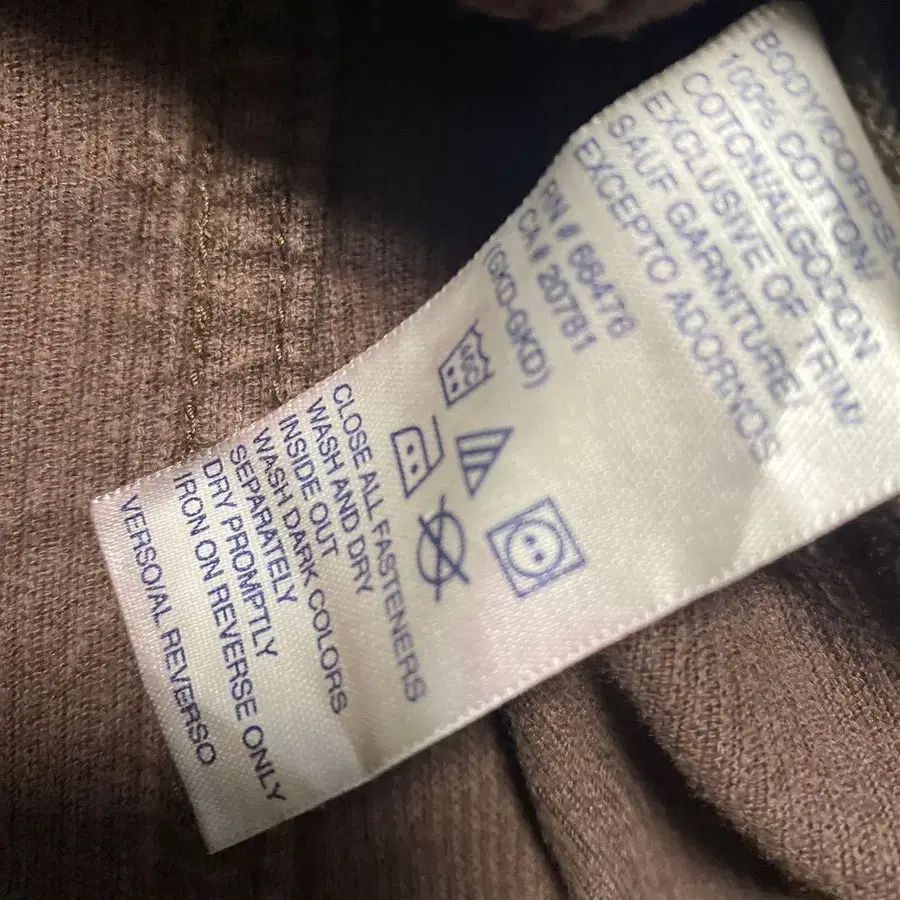 BODY/CORPS
100% COTTON/
COTTON/ALGODON
EXCLUSIVE OF TRIM/
SAUF GARNITURE/
EXCEPTO ADORNOS
RN # 66476
CA # 20781
(GXD-GKD)
CLOSE ALL FASTENERS
WASH AND DRY
INSIDE OUT
WASH DARK COLORS
SEPARATELY
DRY PROMPTLY
IRON ON REVERSE ONLY
VERSO/AL REVERSO